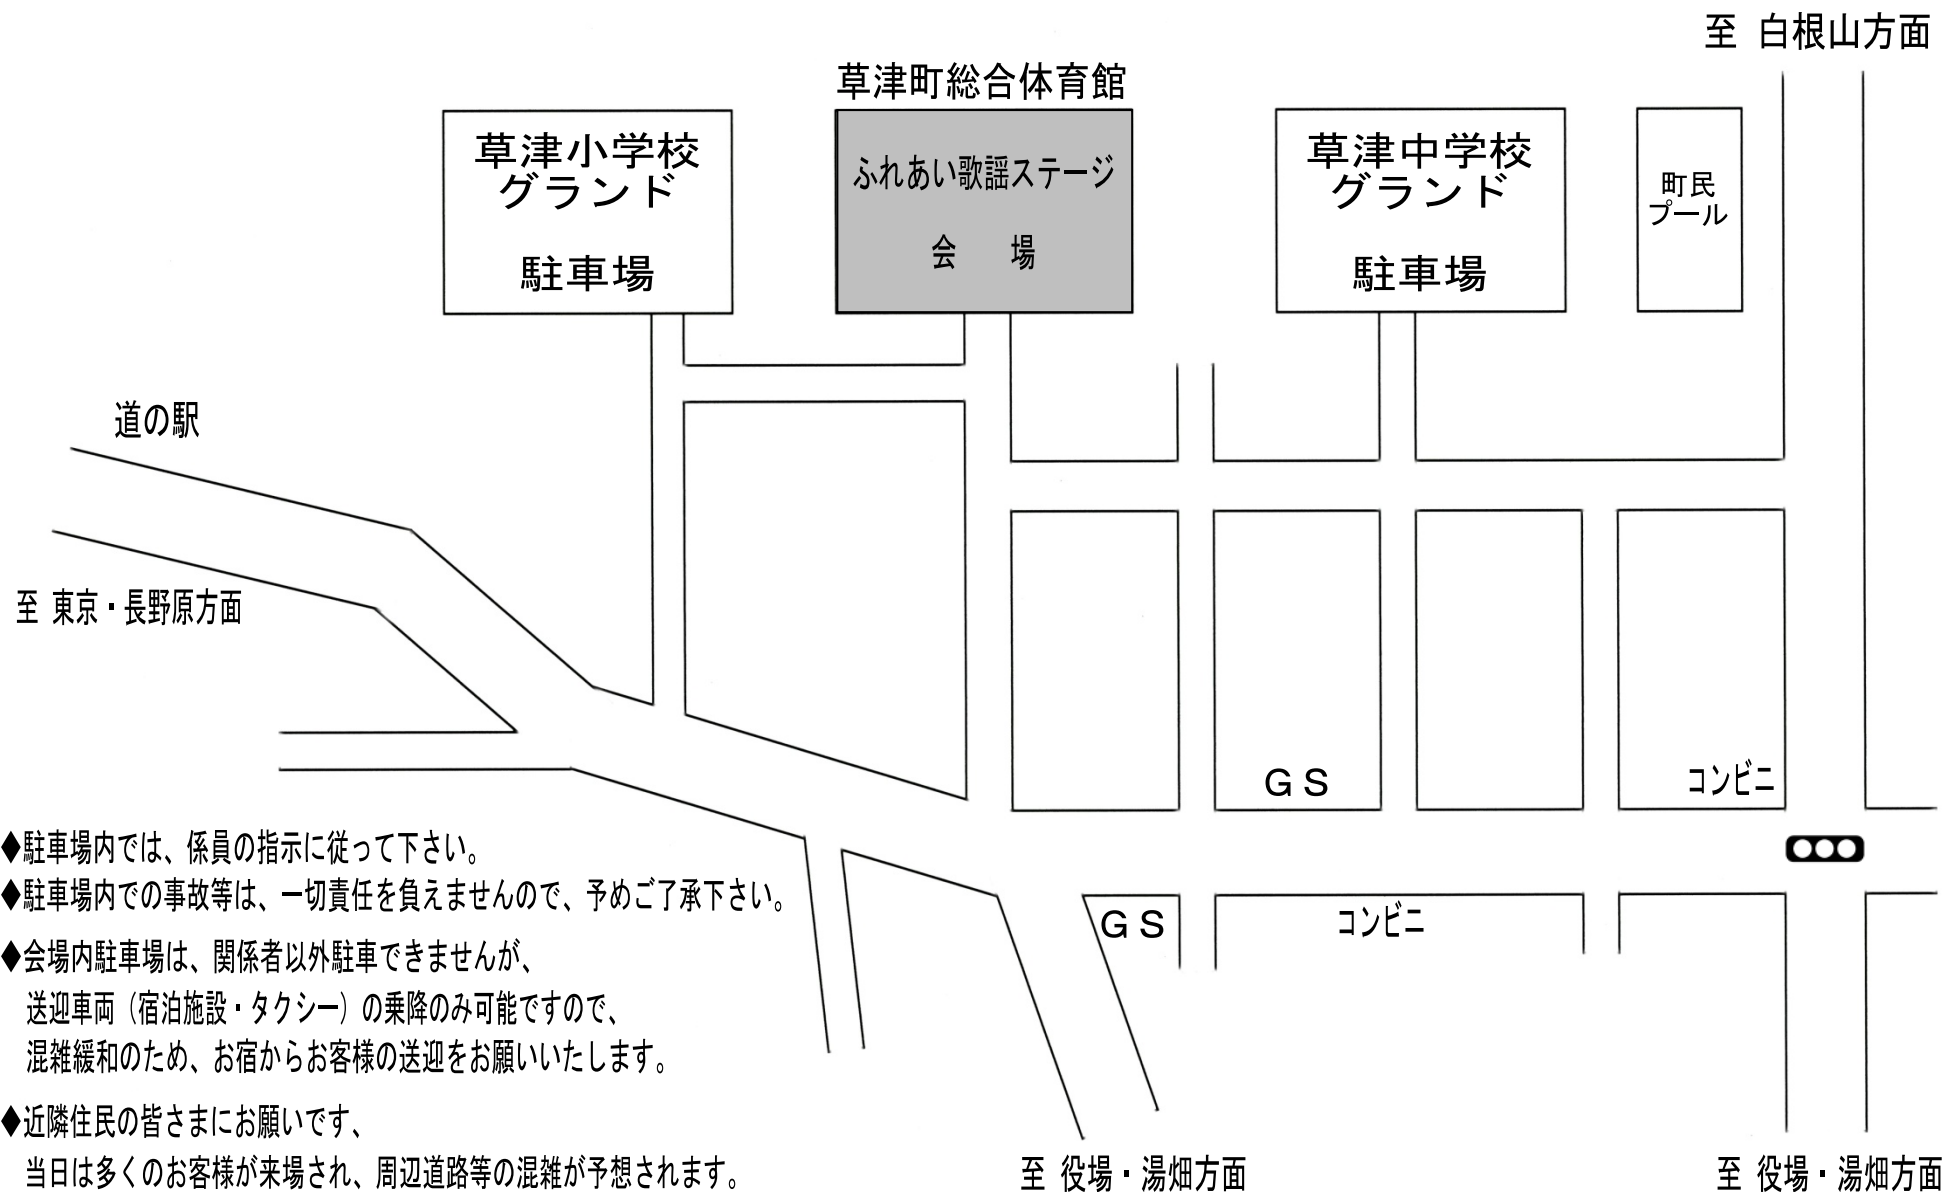 至 白根山方面
草津町総合体育館
草津小学校
グランド
駐車場
ふれあい歌謡ステージ
会 場
草津中学校
グランド
駐車場
町民
プール
道の駅
至 東京・長野原方面
GS
コンビニ
GS
コンビニ
◆駐車場内では、係員の指示に従って下さい。
◆駐車場内での事故等は、一切責任を負えませんので、予めご了承下さい。
◆会場内駐車場は、関係者以外駐車できませんが、
送迎車両(宿泊施設・タクシー)の乗降のみ可能ですので、
混雑緩和のため、お宿からお客様の送迎をお願いいたします。
◆近隣住民の皆さまにお願いです、
当日は多くのお客様が来場され、周辺道路等の混雑が予想されます。
至 役場・湯畑方面
至 役場・湯畑方面